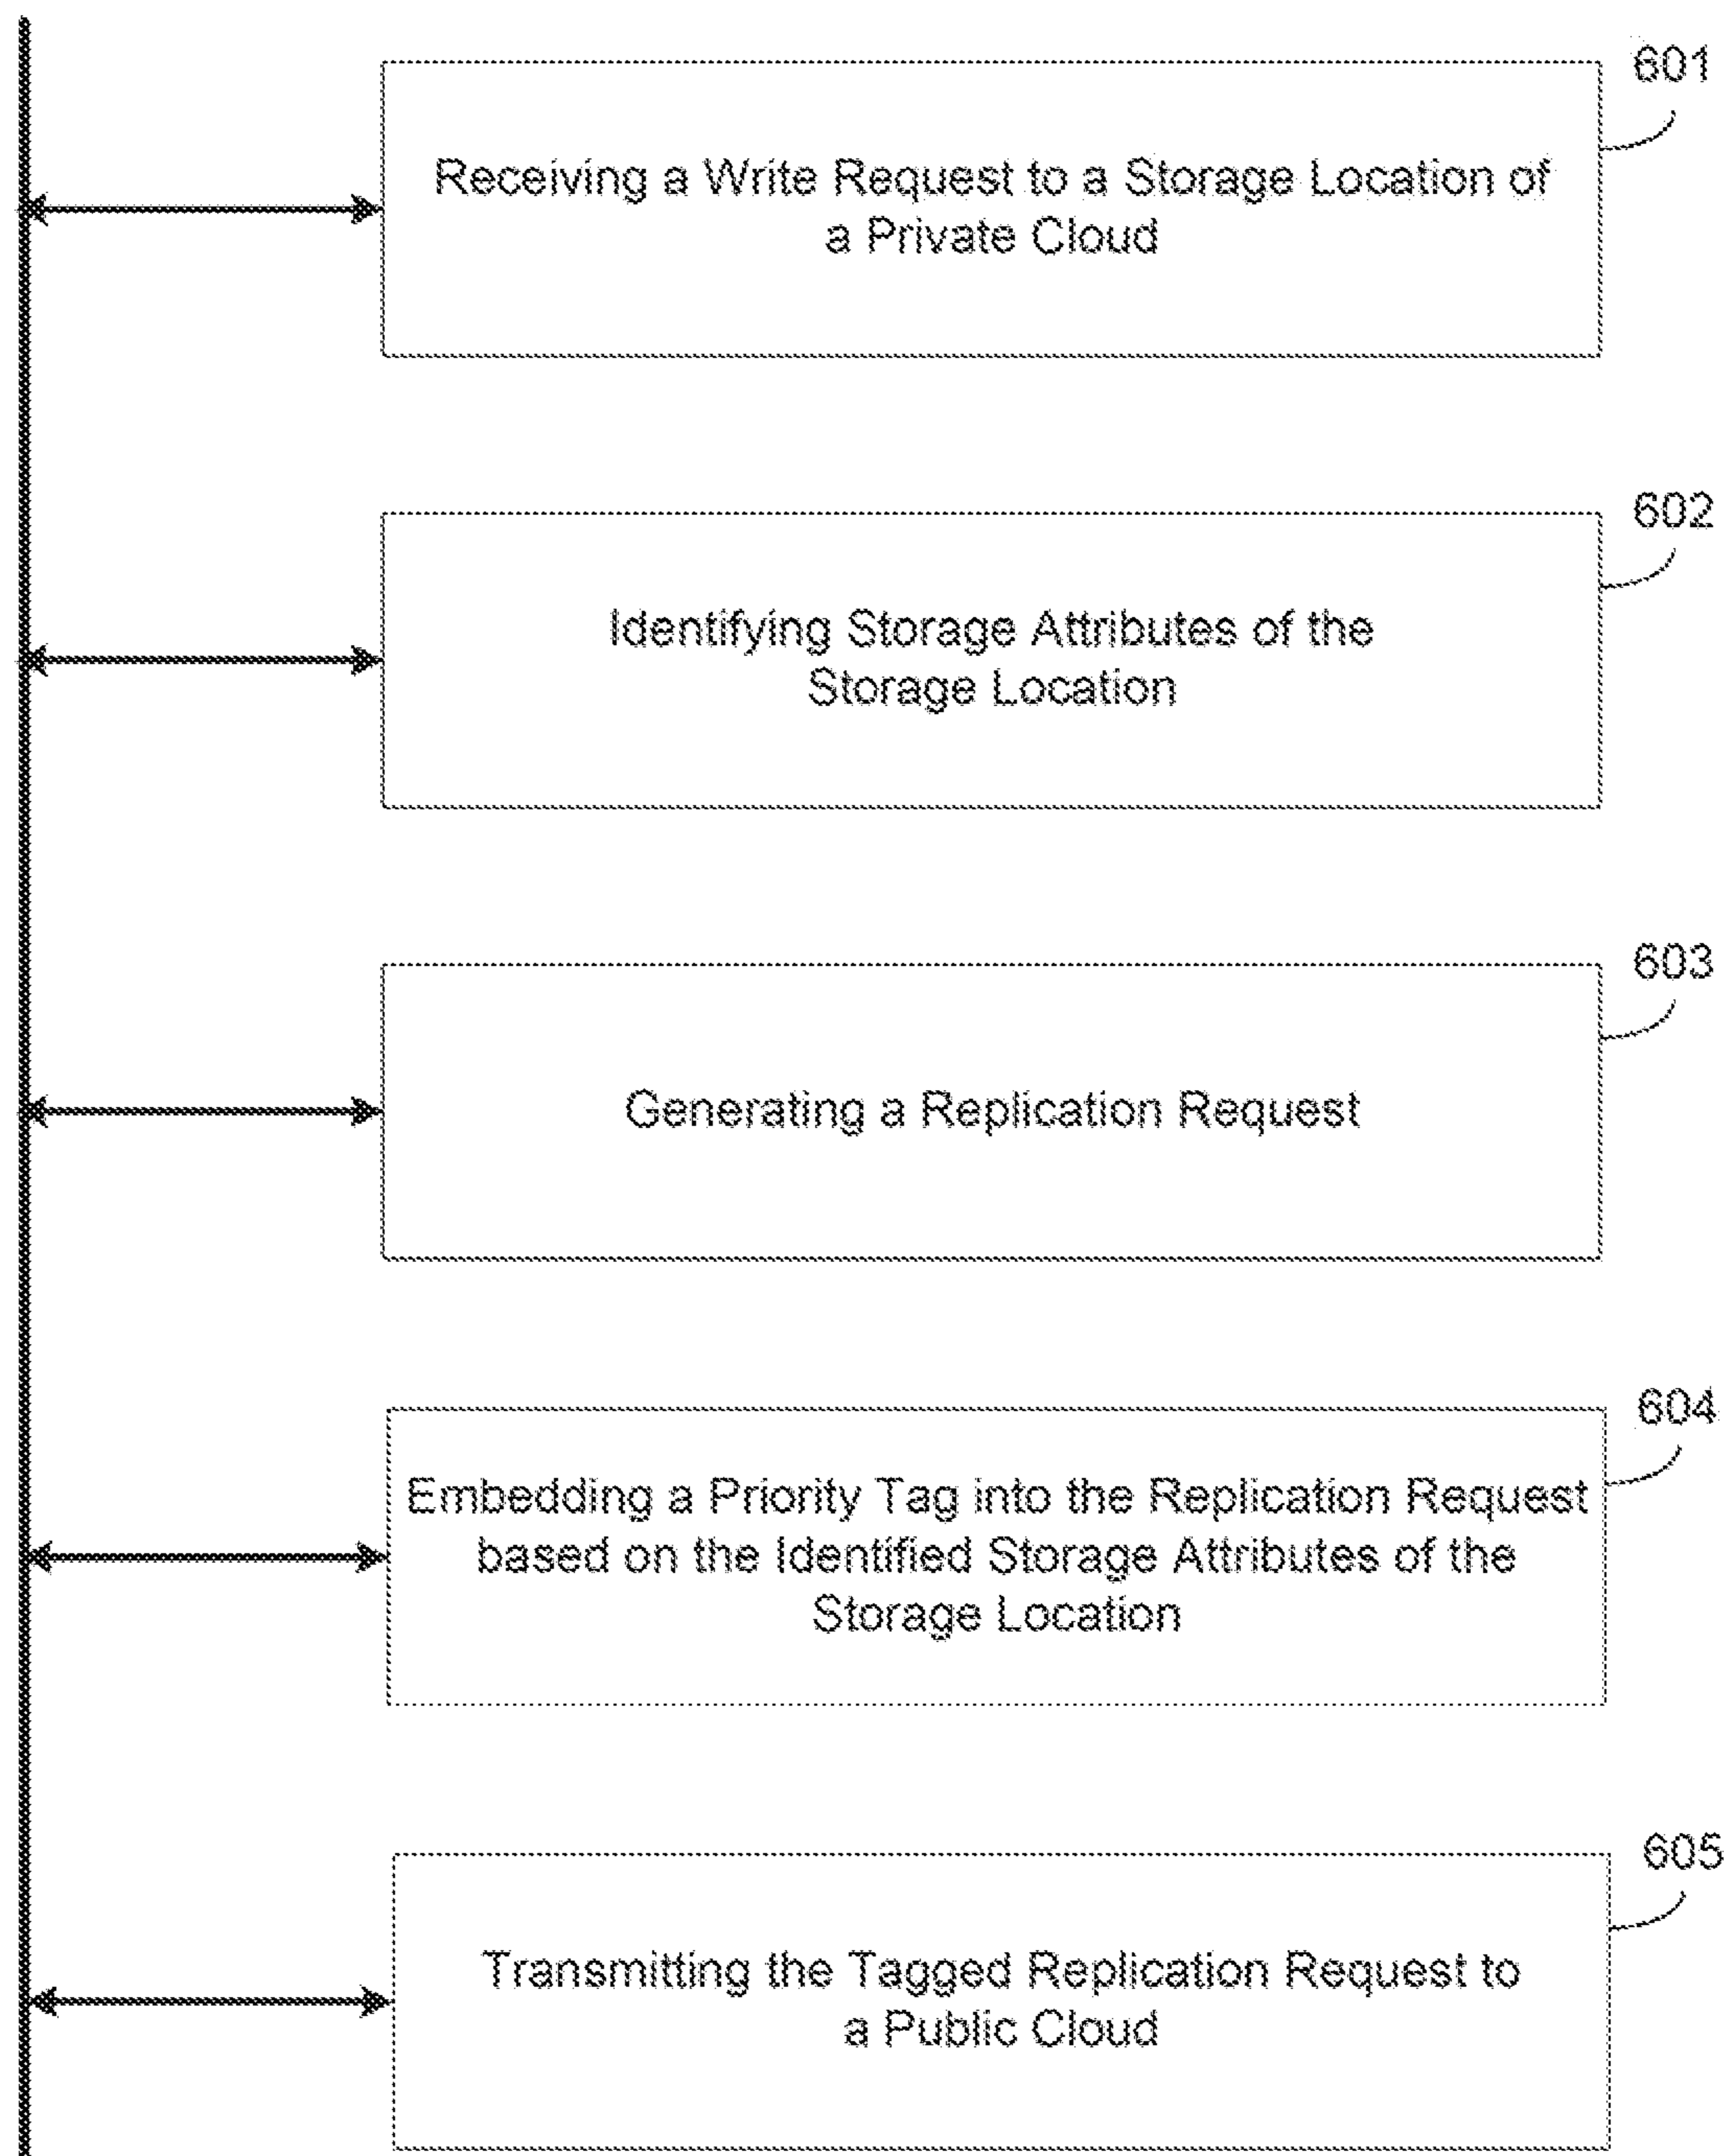 601
Receiving a Write Request to a Storage Location of
a Private Cloud
602
Identifying Storage Attributes of the
Storage Location
603
Generating a Replication Request
604
Embedding a Priority Tag into the Replication Request
based on the Identified Storage Attributes of the
Storage Location
605
Transmitting the Tagged Replication Request to
a Public Cloud